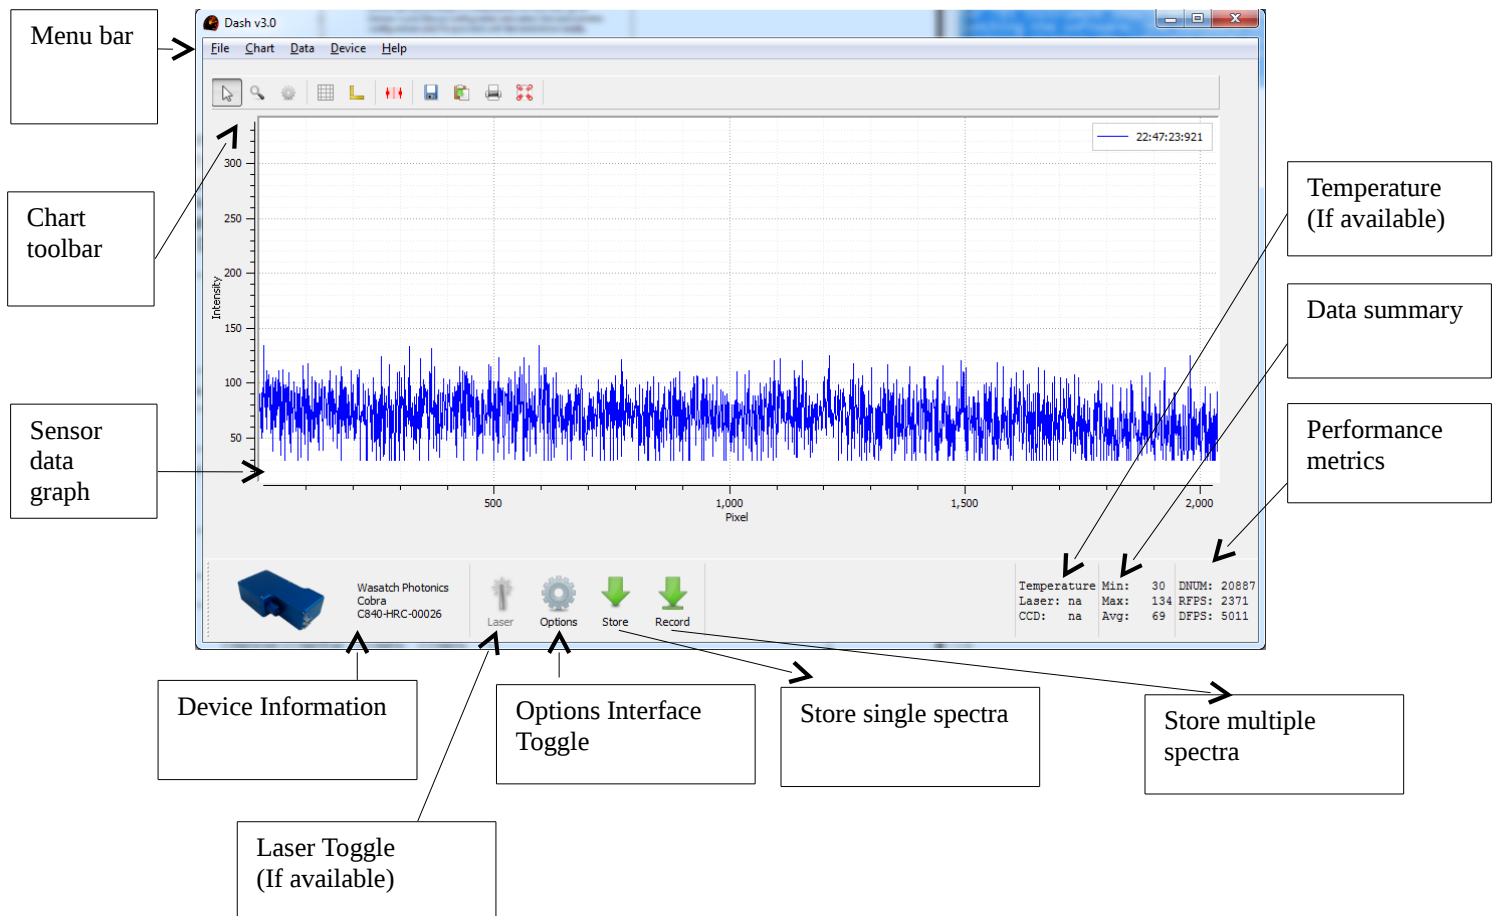 Menu bar
Dash v3.0
File Chart Data Device Help
Chart
toolbar
22:47:23:921
300
250
200
150
100
50
Intensity
500 1,000 1,500 2,000
Pixel
Sensor
data
graph
Temperature
(If available)
Data summary
Performance
metrics
Wasatch Photonics
Cobra
C840-HRC-00026
Laser Options Store Record
Temperature Min: 30 DNUM: 20887
Laser: na Max: 134 RFPS: 2371
CCD: na Avg: 69 DFPS: 5011
Device Information
Options Interface
Toggle
Store single spectra
Store multiple
spectra
Laser Toggle
(If available)